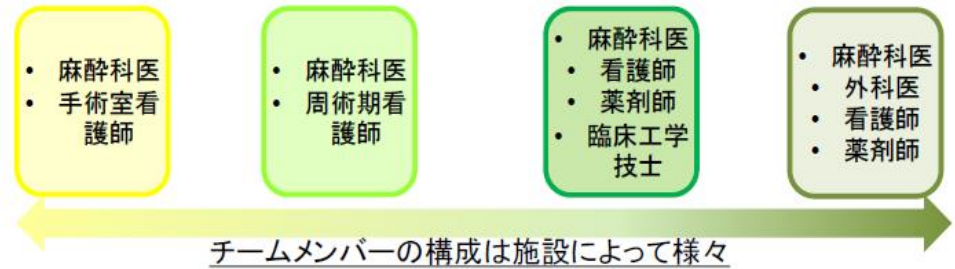 • 麻酔科医
• 手術室看
護師
• 麻酔科医
• 周術期看
護師
• 麻酔科医
• 看護師
• 薬剤師
• 臨床工学
技士
• 麻酔科医
• 外科医
• 看護師
• 薬剤師
チームメンバーの構成は施設によって様々